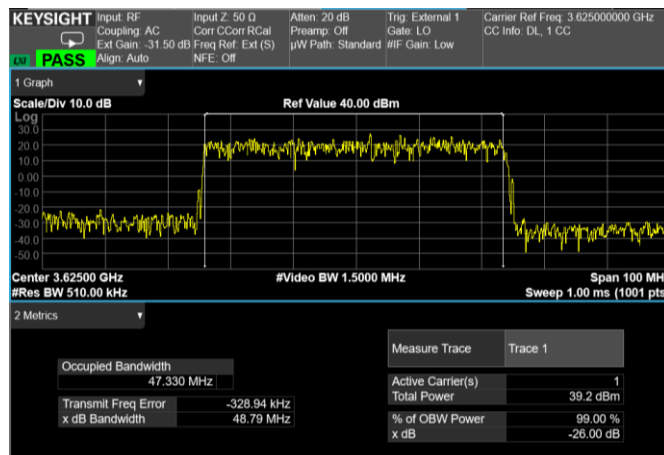 KEYSIGHT Input: RF Input Z: 50 Ω Atten: 20 dB Trig: External 1 Carrier Ref Freq: 3.625000000 GHz
Coupling: AC Corr CCorr RCal Preamp: Off Gate: LO CC Info: DL, 1 CC
Ext Gain: -31.50 dB Freq Ref: Ext (S) µW Path: Standard #IF Gain: Low
LXI PASS Align: Auto NFE: Off
1 Graph
Scale/Div 10.0 dB Ref Value 40.00 dBm
Log
30.0
20.0
10.0
0.00
-10.0
-20.0
-30.0
-40.0
-50.0
Center 3.62500 GHz #Video BW 1.5000 MHz Span 100 MH
#Res BW 510.00 kHz Sweep 1.00 ms (1001 pts
2 Metrics
Measure Trace Trace 1
Occupied Bandwidth
47.330 MHz
Active Carrier(s) 1
Total Power 39.2 dBm
Transmit Freq Error -328.94 kHz
x dB Bandwidth 48.79 MHz
% of OBW Power 99.00 %
x dB -26.00 dB